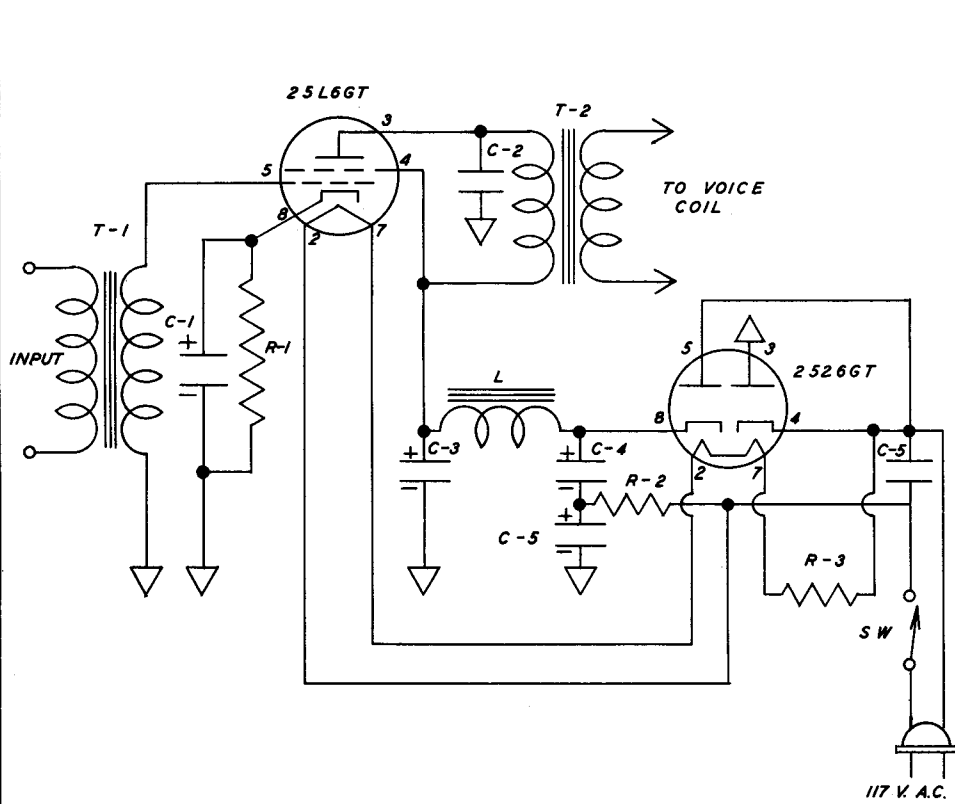 25L6GT
3
T-2
C-2
4
5
TO VOICE
COIL
8
2
7
T-1
C-1
+
R-1
INPUT
−
5
3
2526GT
L
8
4
+
C-3
−
+
C-4
−
2
7
C-5
R-2
+
C-5
−
R-3
SW
117 V. A.C.